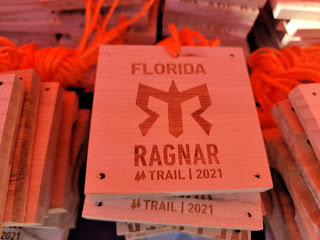 FLORIDA
RAGNAR
TRAIL | 2021
TRAIL | 2021